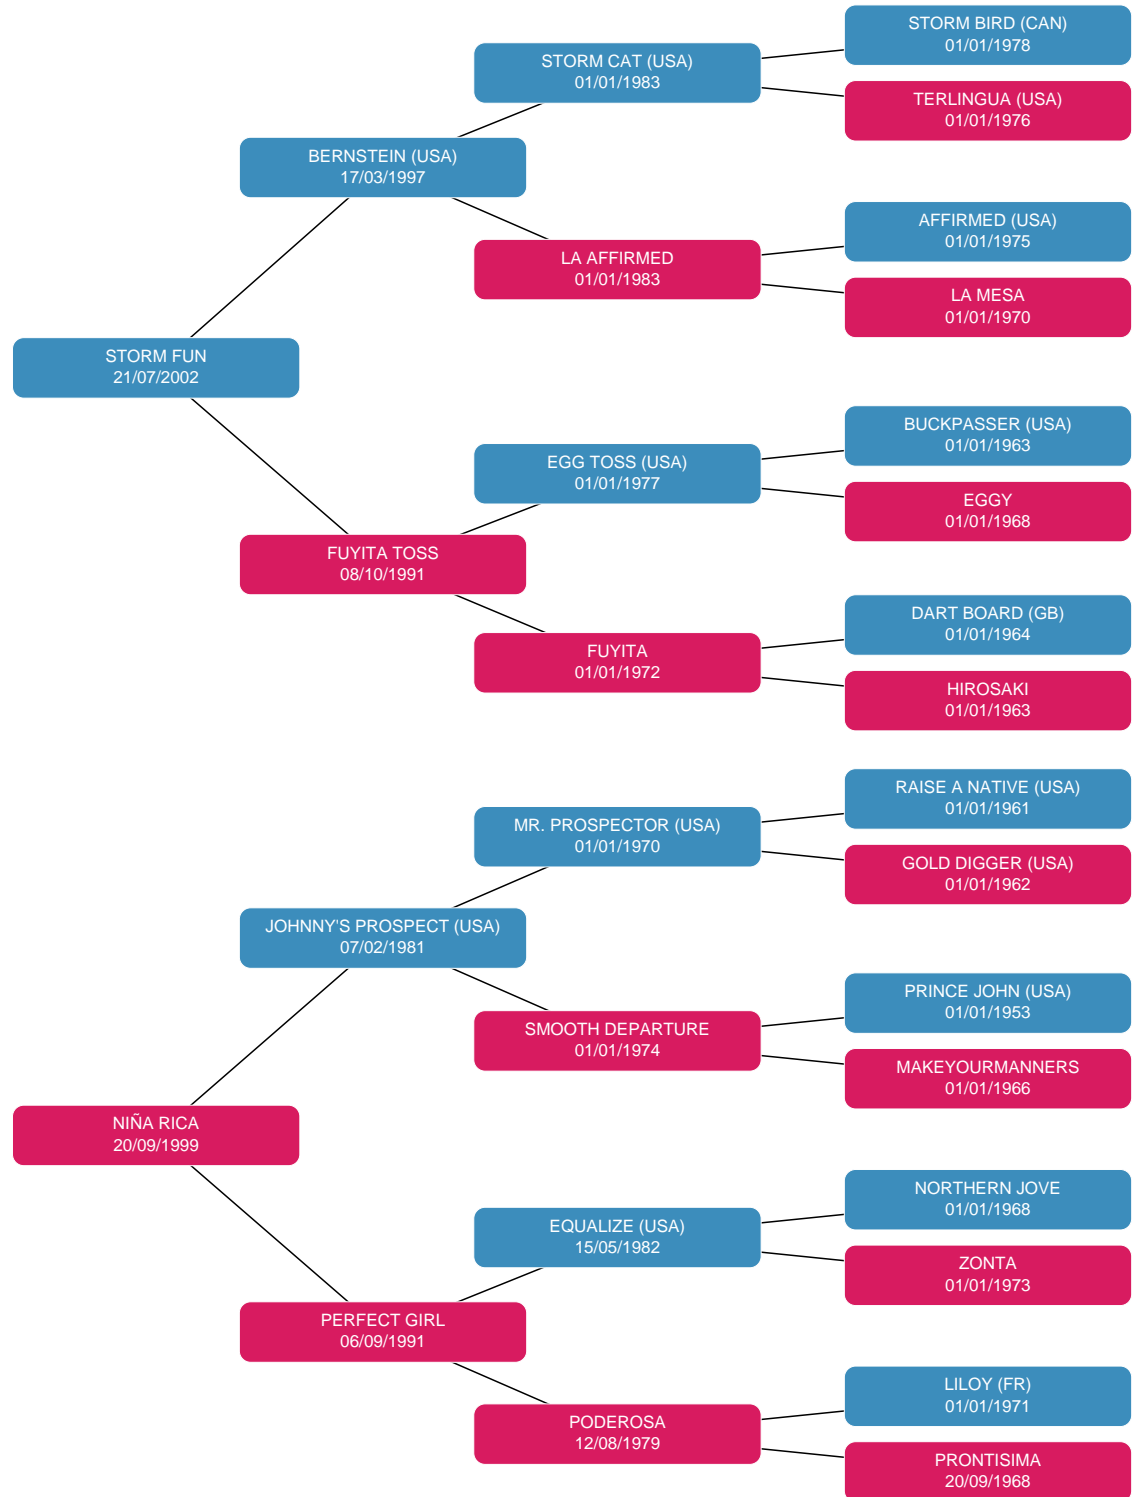 STORM BIRD (CAN)
01/01/1978
STORM CAT (USA)
01/01/1983
TERLINGUA (USA)
01/01/1976
BERNSTEIN (USA)
17/03/1997
AFFIRMED (USA)
01/01/1975
LA AFFIRMED
01/01/1983
LA MESA
01/01/1970
STORM FUN
21/07/2002
BUCKPASSER (USA)
01/01/1963
EGG TOSS (USA)
01/01/1977
EGGY
01/01/1968
FUYITA TOSS
08/10/1991
DART BOARD (GB)
01/01/1964
FUYITA
01/01/1972
HIROSAKI
01/01/1963
RAISE A NATIVE (USA)
01/01/1961
MR. PROSPECTOR (USA)
01/01/1970
GOLD DIGGER (USA)
01/01/1962
JOHNNY'S PROSPECT (USA)
07/02/1981
PRINCE JOHN (USA)
01/01/1953
SMOOTH DEPARTURE
01/01/1974
MAKEYOURMANNERS
01/01/1966
NIÑA RICA
20/09/1999
NORTHERN JOVE
01/01/1968
EQUALIZE (USA)
15/05/1982
ZONTA
01/01/1973
PERFECT GIRL
06/09/1991
LILOY (FR)
01/01/1971
PODEROSA
12/08/1979
PRONTISIMA
20/09/1968